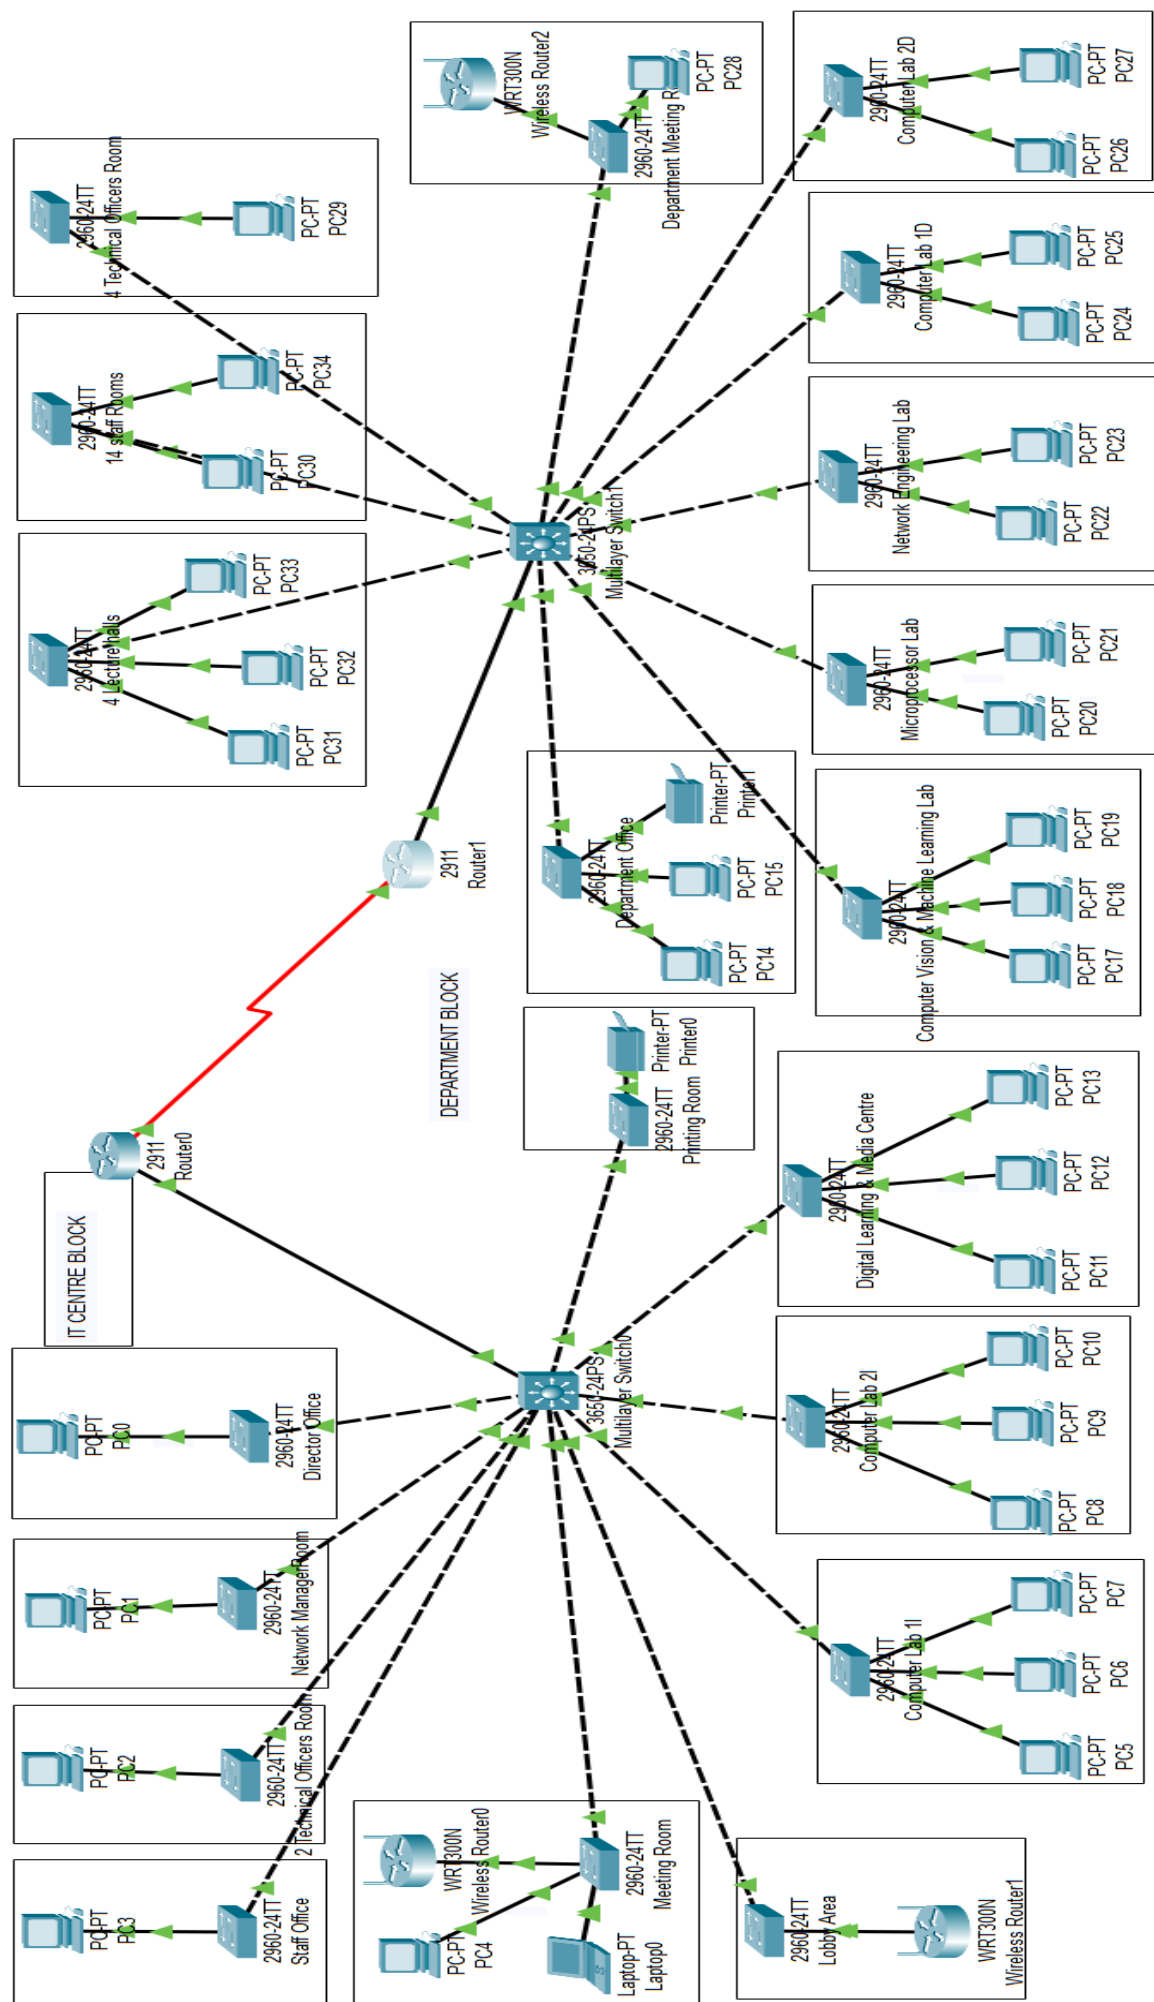 2960-24TT
Staff Office
PC-PT
PC3
2960-24TT
2 Technical Officers Room
PC-PT
PC2
2960-24TT
Network Manager Room
PC-PT
PC1
2960-24TT
Director Office
PC-PT
PC0
IT CENTRE BLOCK
2911
Router0
2911
Router1
DEPARTMENT BLOCK
2960-24TT
4 Lecture halls
PC-PT
PC31
PC-PT
PC32
PC-PT
PC33
2960-24TT
14 staff Rooms
PC-PT
PC30
PC-PT
PC34
2960-24TT
4 Technical Officers Room
PC-PT
PC29
WRT300N
Wireless Router2
2960-24TT
Department Meeting R
PC-PT
PC28
WRT300N
Wireless Router0
PC-PT
PC4
Laptop-PT
Laptop0
2960-24TT
Meeting Room
3650-24PS
Multilayer Switch0
2960-24TT
Printing Room
Printer-PT
Printer0
2960-24TT
Department Office
PC-PT
PC14
PC-PT
PC15
Printer-PT
Printer1
3650-24PS
Multilayer Switch1
2960-24TT
Lobby Area
WRT300N
Wireless Router1
2960-24TT
Computer Lab 1I
PC-PT
PC5
PC-PT
PC6
PC-PT
PC7
2960-24TT
Computer Lab 2I
PC-PT
PC8
PC-PT
PC9
PC-PT
PC10
2960-24TT
Digital Learning & Media Centre
PC-PT
PC11
PC-PT
PC12
PC-PT
PC13
2960-24TT
Computer Vision & Machine Learning Lab
PC-PT
PC17
PC-PT
PC18
PC-PT
PC19
2960-24TT
Microprocessor Lab
PC-PT
PC20
PC-PT
PC21
2960-24TT
Network Engineering Lab
PC-PT
PC22
PC-PT
PC23
2960-24TT
Computer Lab 1D
PC-PT
PC24
PC-PT
PC25
2960-24TT
Computer Lab 2D
PC-PT
PC26
PC-PT
PC27